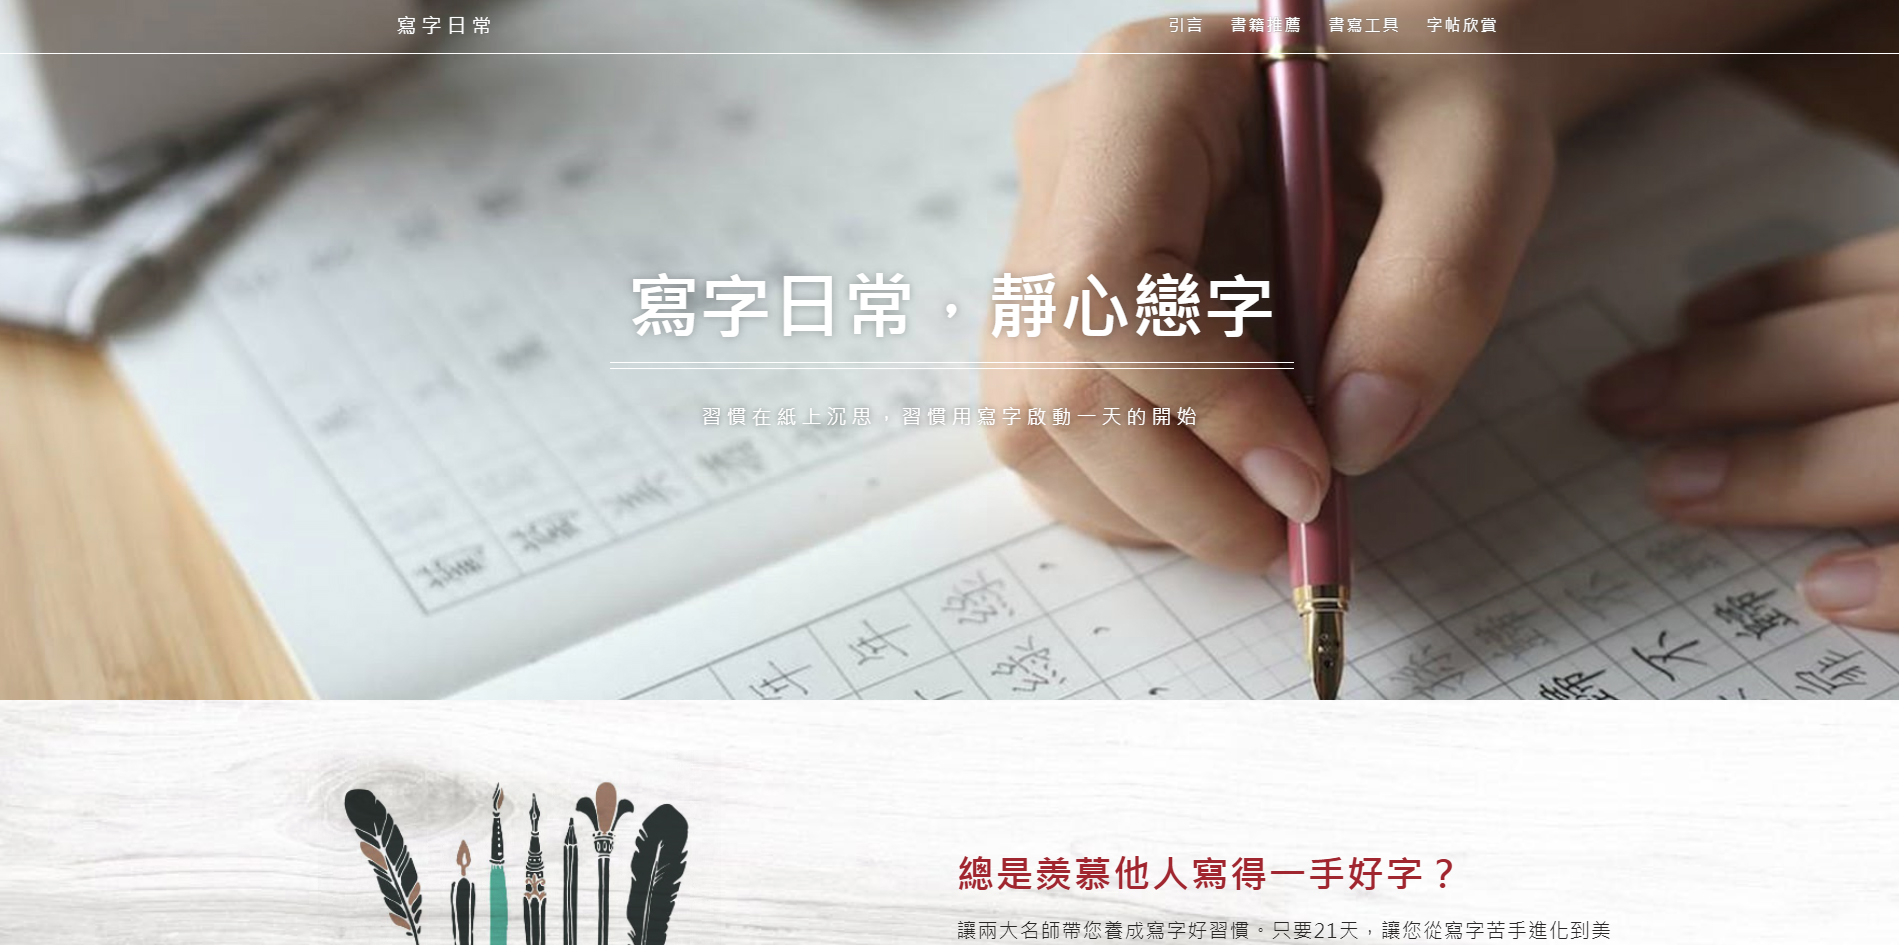 寫字日常
引言 書籍推薦 書寫工具 字帖欣賞
寫字日常，靜心戀字
習慣在紙上沉思，習慣用寫字啟動一天的開始
總是羨慕他人寫得一手好字？
讓兩大名師帶您養成寫字好習慣。只要21天，讓您從寫字苦手進化到美